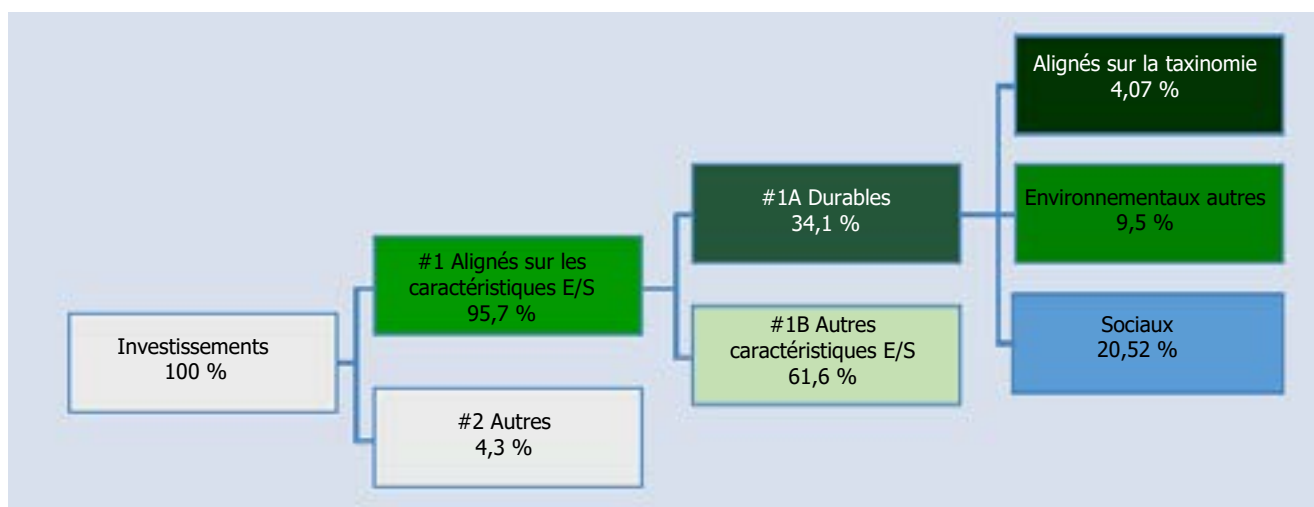 Investissements
100 %
#1 Alignés sur les
caractéristiques E/S
95,7 %
#2 Autres
4,3 %
#1A Durables
34,1 %
#1B Autres
caractéristiques E/S
61,6 %
Alignés sur la taxinomie
4,07 %
Environnementaux autres
9,5 %
Sociaux
20,52 %